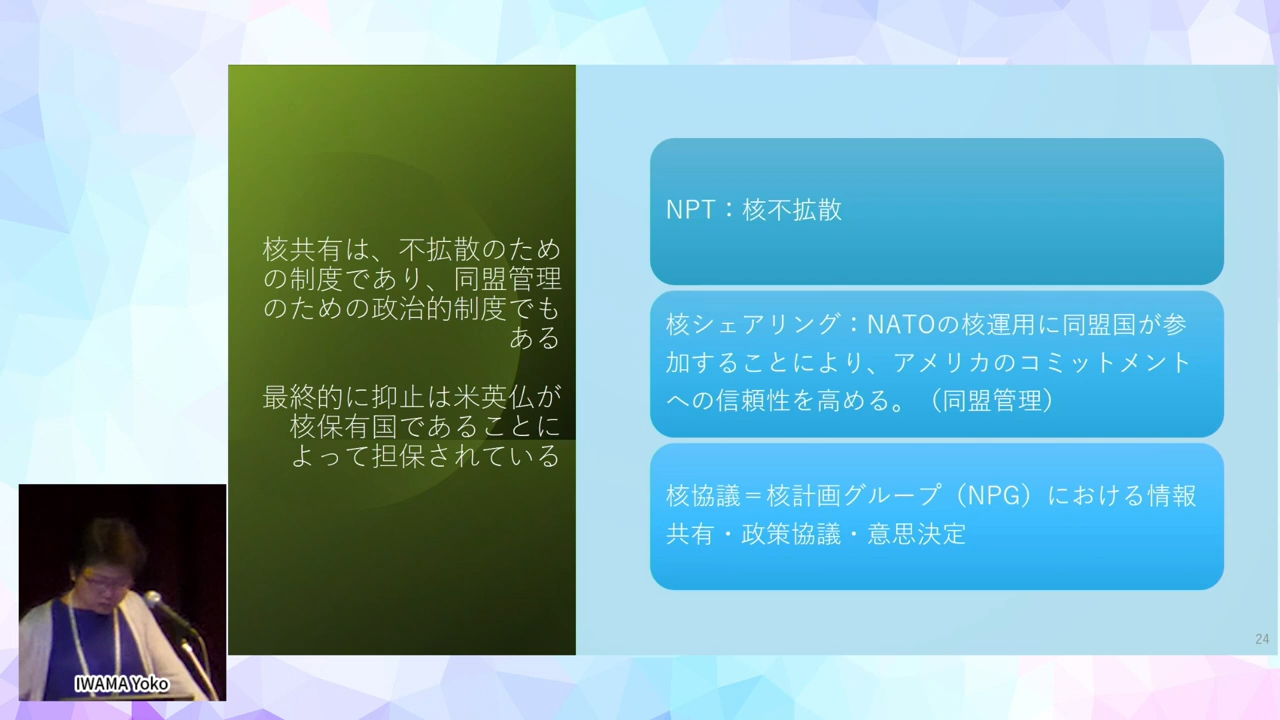 核共有は、不拡散のため
の制度であり、同盟管理
のための政治的制度でも
ある
最終的に抑止は米英仏が
核保有国であることに
よって担保されている
NPT：核不拡散
核シェアリング：NATOの核運用に同盟国が参
加することにより、アメリカのコミットメント
への信頼性を高める。（同盟管理）
核協議＝核計画グループ（NPG）における情報
共有・政策協議・意思決定
24
IWAMA Yoko